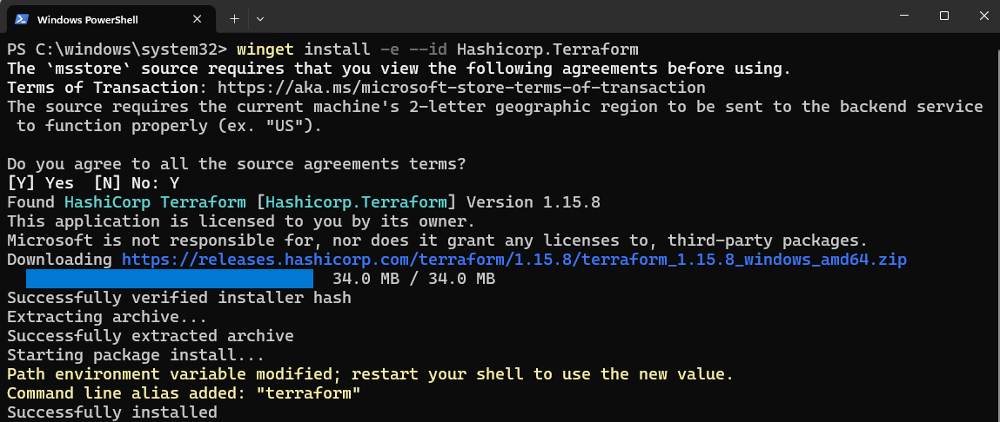 Windows PowerShell
PS C:\windows\system32> winget install -e --id Hashicorp.Terraform
The `msstore` source requires that you view the following agreements before using.
Terms of Transaction: https://aka.ms/microsoft-store-terms-of-transaction
The source requires the current machine's 2-letter geographic region to be sent to the backend service
 to function properly (ex. "US").
Do you agree to all the source agreements terms?
[Y] Yes  [N] No: Y
Found HashiCorp Terraform [Hashicorp.Terraform] Version 1.15.8
This application is licensed to you by its owner.
Microsoft is not responsible for, nor does it grant any licenses to, third-party packages.
Downloading https://releases.hashicorp.com/terraform/1.15.8/terraform_1.15.8_windows_amd64.zip
34.0 MB / 34.0 MB
Successfully verified installer hash
Extracting archive...
Successfully extracted archive
Starting package install...
Path environment variable modified; restart your shell to use the new value.
Command line alias added: "terraform"
Successfully installed